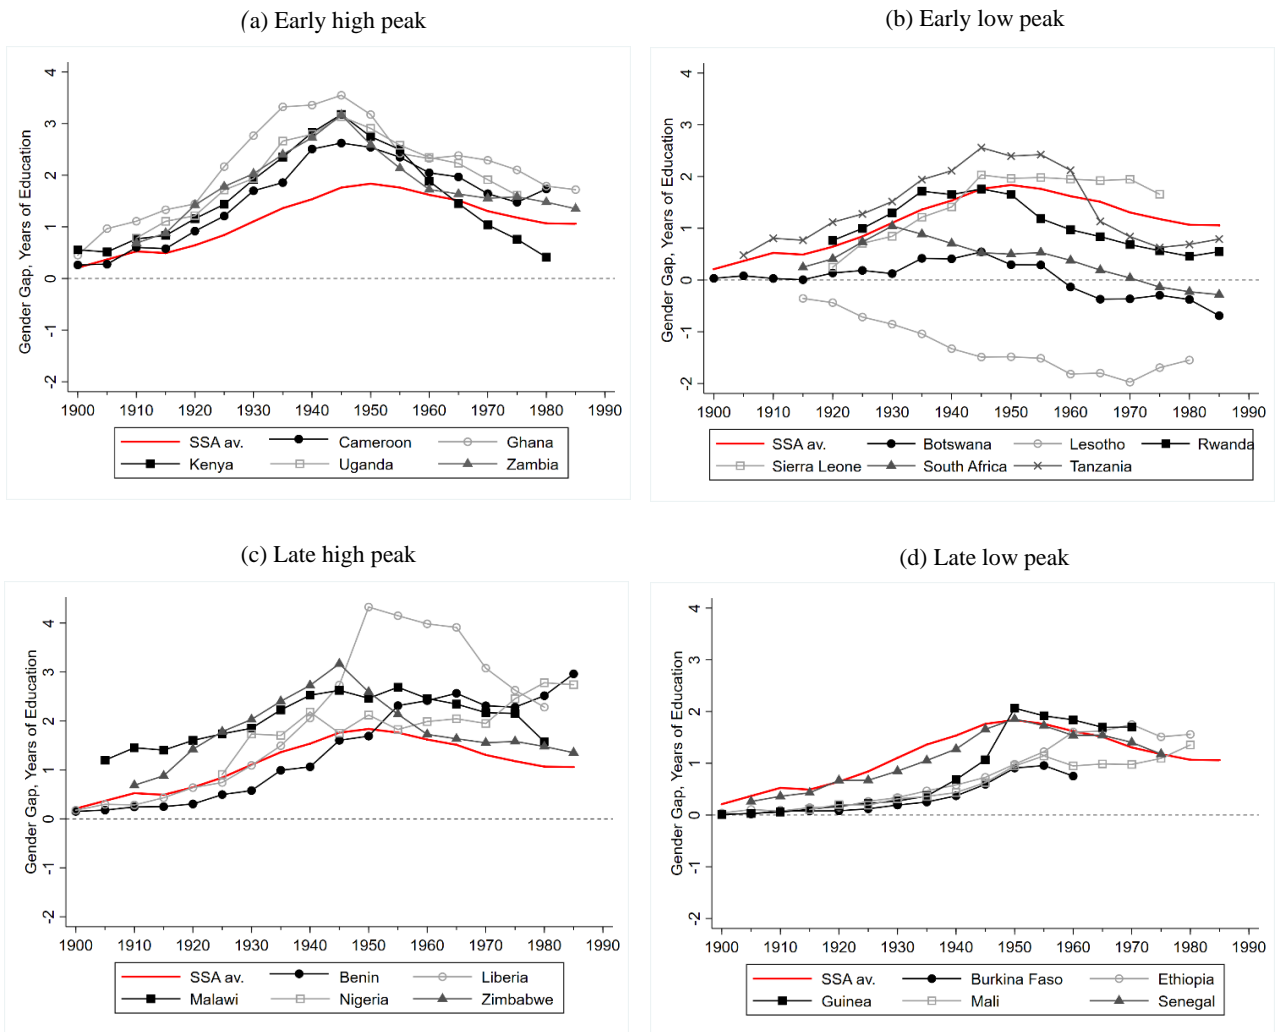 (a) Early high peak
Gender Gap, Years of Education
4
3
2
1
0
-1
-2
1900 1910 1920 1930 1940 1950 1960 1970 1980 1990
SSA av. Cameroon Ghana
Kenya Uganda Zambia
(b) Early low peak
Gender Gap, Years of Education
4
3
2
1
0
-1
-2
1900 1910 1920 1930 1940 1950 1960 1970 1980 1990
SSA av. Botswana Lesotho Rwanda
Sierra Leone South Africa Tanzania
(c) Late high peak
Gender Gap, Years of Education
4
3
2
1
0
-1
-2
1900 1910 1920 1930 1940 1950 1960 1970 1980 1990
SSA av. Benin Liberia
Malawi Nigeria Zimbabwe
(d) Late low peak
Gender Gap, Years of Education
4
3
2
1
0
-1
-2
1900 1910 1920 1930 1940 1950 1960 1970 1980 1990
SSA av. Burkina Faso Ethiopia
Guinea Mali Senegal